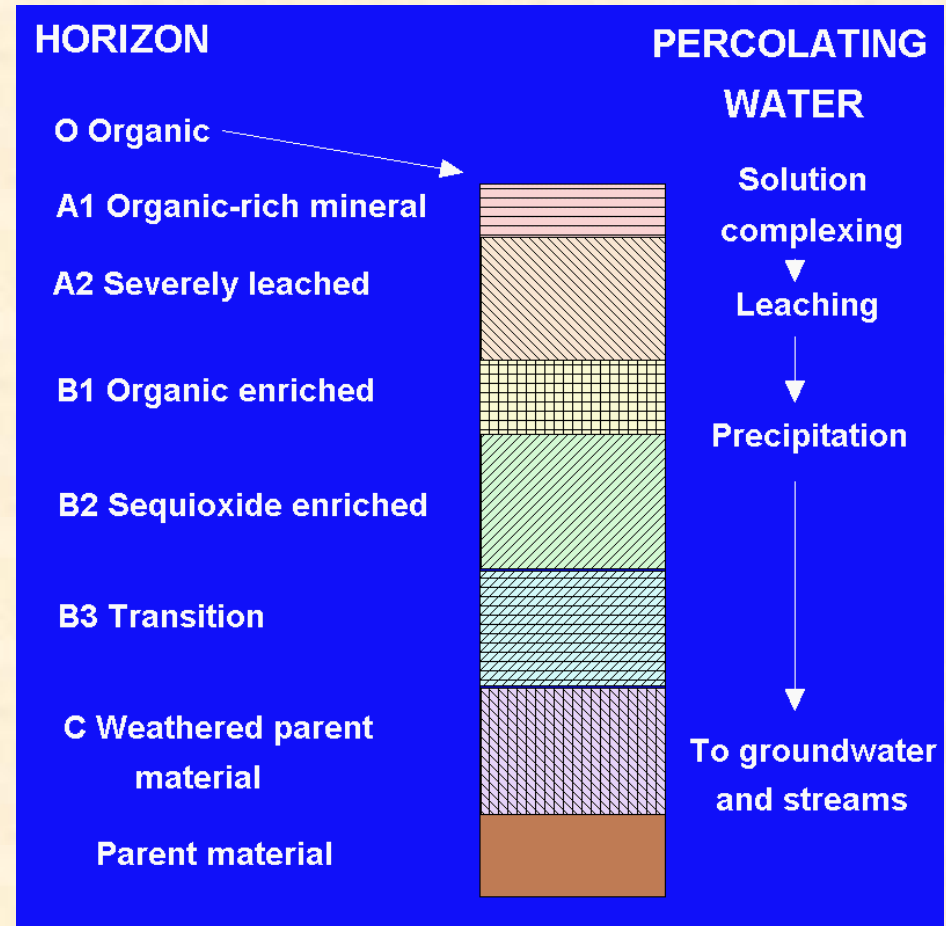 HORIZON
O Organic
A1 Organic-rich mineral
A2 Severely leached
B1 Organic enriched
B2 Sequioxide enriched
B3 Transition
C Weathered parent
material
Parent material
PERCOLATING
WATER
Solution
complexing
Leaching
Precipitation
To groundwater
and streams